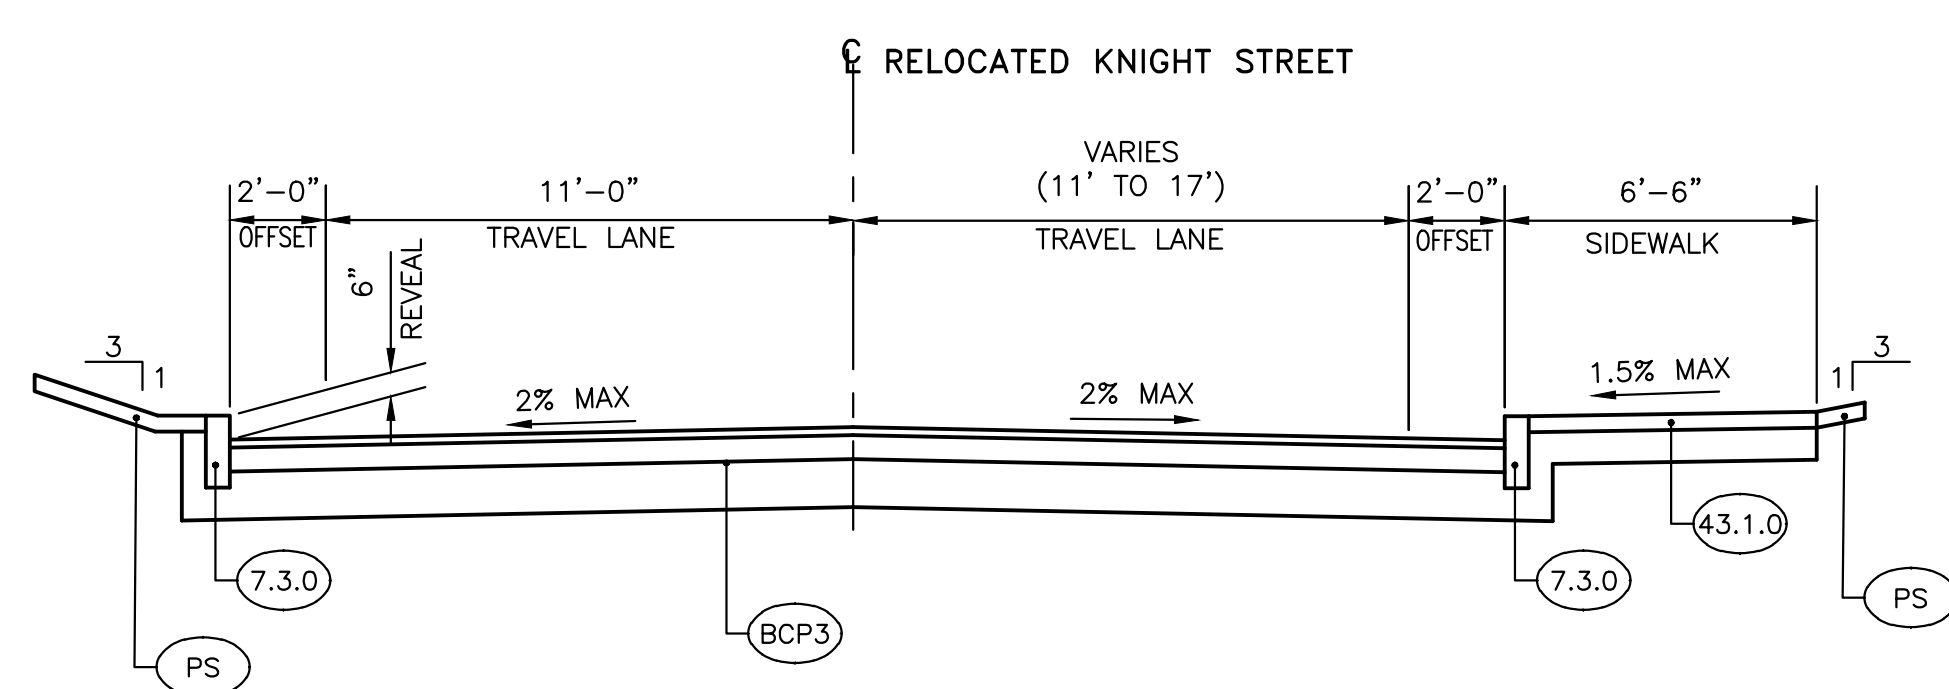 ℄ RELOCATED KNIGHT STREET
VARIES
2'-0" 11'-0" (11' TO 17') 2'-0" 6'-6"
OFFSET TRAVEL LANE TRAVEL LANE OFFSET SIDEWALK
6"
REVEAL
3
1
2% MAX
2% MAX
1.5% MAX
3
1
43.1.0
7.3.0
7.3.0
PS
BCP3
PS